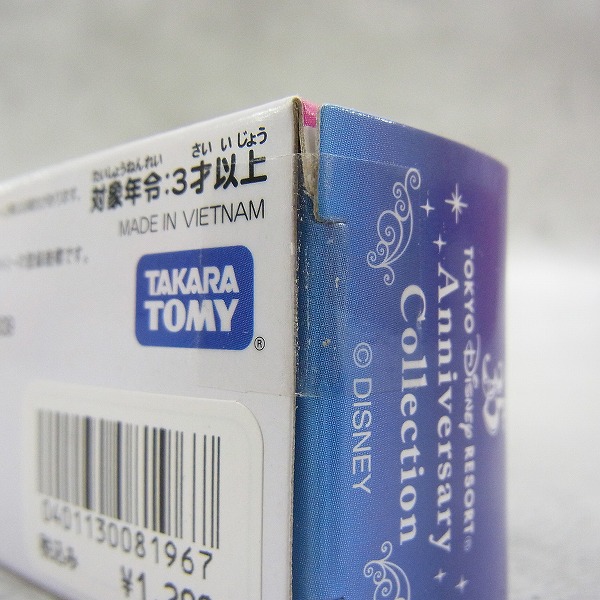 たいしょうねんれい さい いじょう
対象年令:3才以上
MADE IN VIETNAM
TAKARA
TOMY
®
0401130081967
税込み
TOKYO DISNEY RESORT®
Anniversary
Collection
© DISNEY